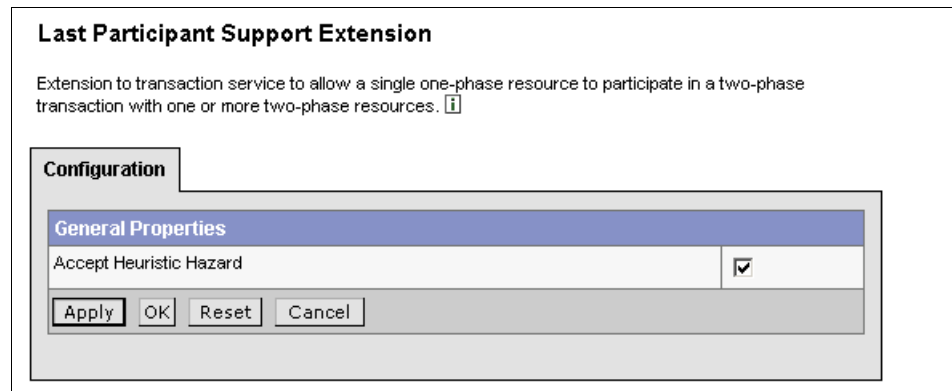 Last Participant Support Extension
Extension to transaction service to allow a single one-phase resource to participate in a two-phase
transaction with one or more two-phase resources. i
Configuration
General Properties
Accept Heuristic Hazard
Apply OK Reset Cancel